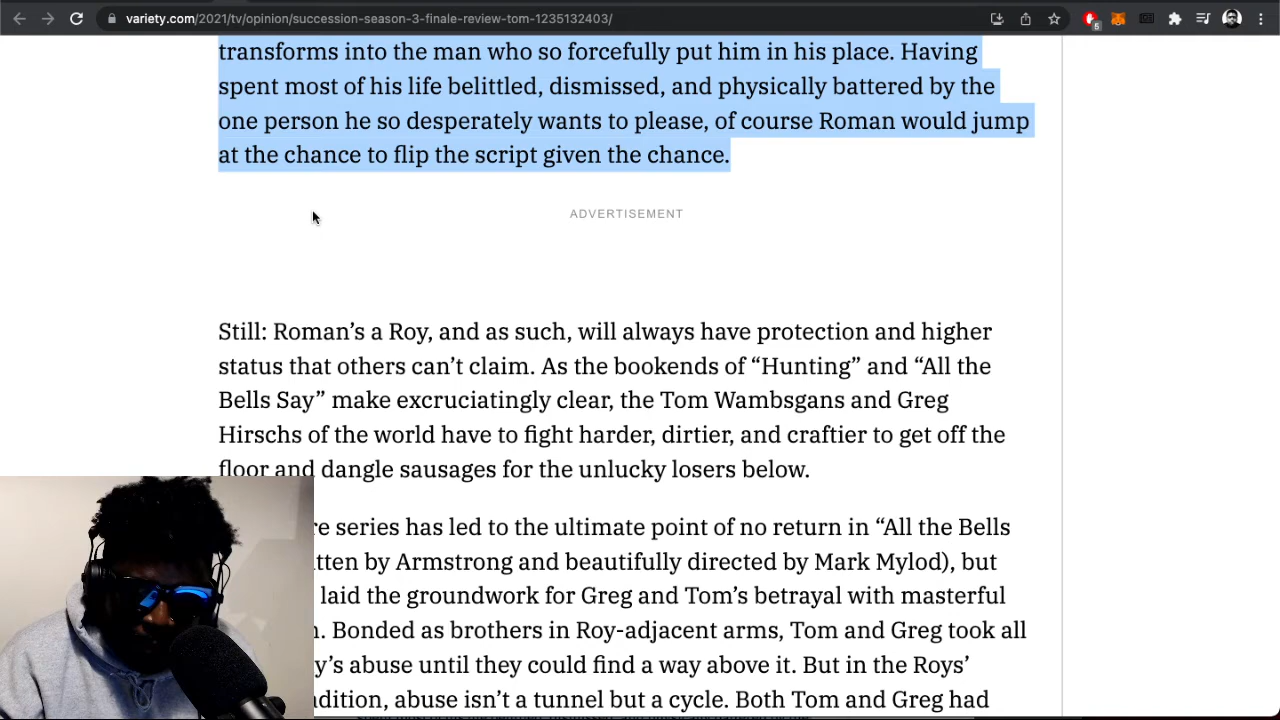 variety.com/2021/tv/opinion/succession-season-3-finale-review-tom-1235132403/
5
transforms into the man who so forcefully put him in his place. Having
spent most of his life belittled, dismissed, and physically battered by the
one person he so desperately wants to please, of course Roman would jump
at the chance to flip the script given the chance.
ADVERTISEMENT
Still: Roman’s a Roy, and as such, will always have protection and higher
status that others can’t claim. As the bookends of “Hunting” and “All the
Bells Say” make excruciatingly clear, the Tom Wambsgans and Greg
Hirschs of the world have to fight harder, dirtier, and craftier to get off the
floor and dangle sausages for the unlucky losers below.
series has led to the ultimate point of no return in “All the Bells
by Armstrong and beautifully directed by Mark Mylod), but
laid the groundwork for Greg and Tom’s betrayal with masterful
Bonded as brothers in Roy-adjacent arms, Tom and Greg took all
abuse until they could find a way above it. But in the Roys’
abuse isn’t a tunnel but a cycle. Both Tom and Greg had